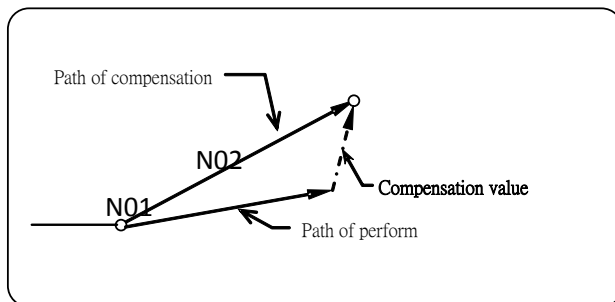 Path of compensation
N02
Compensation value
N01
Path of perform